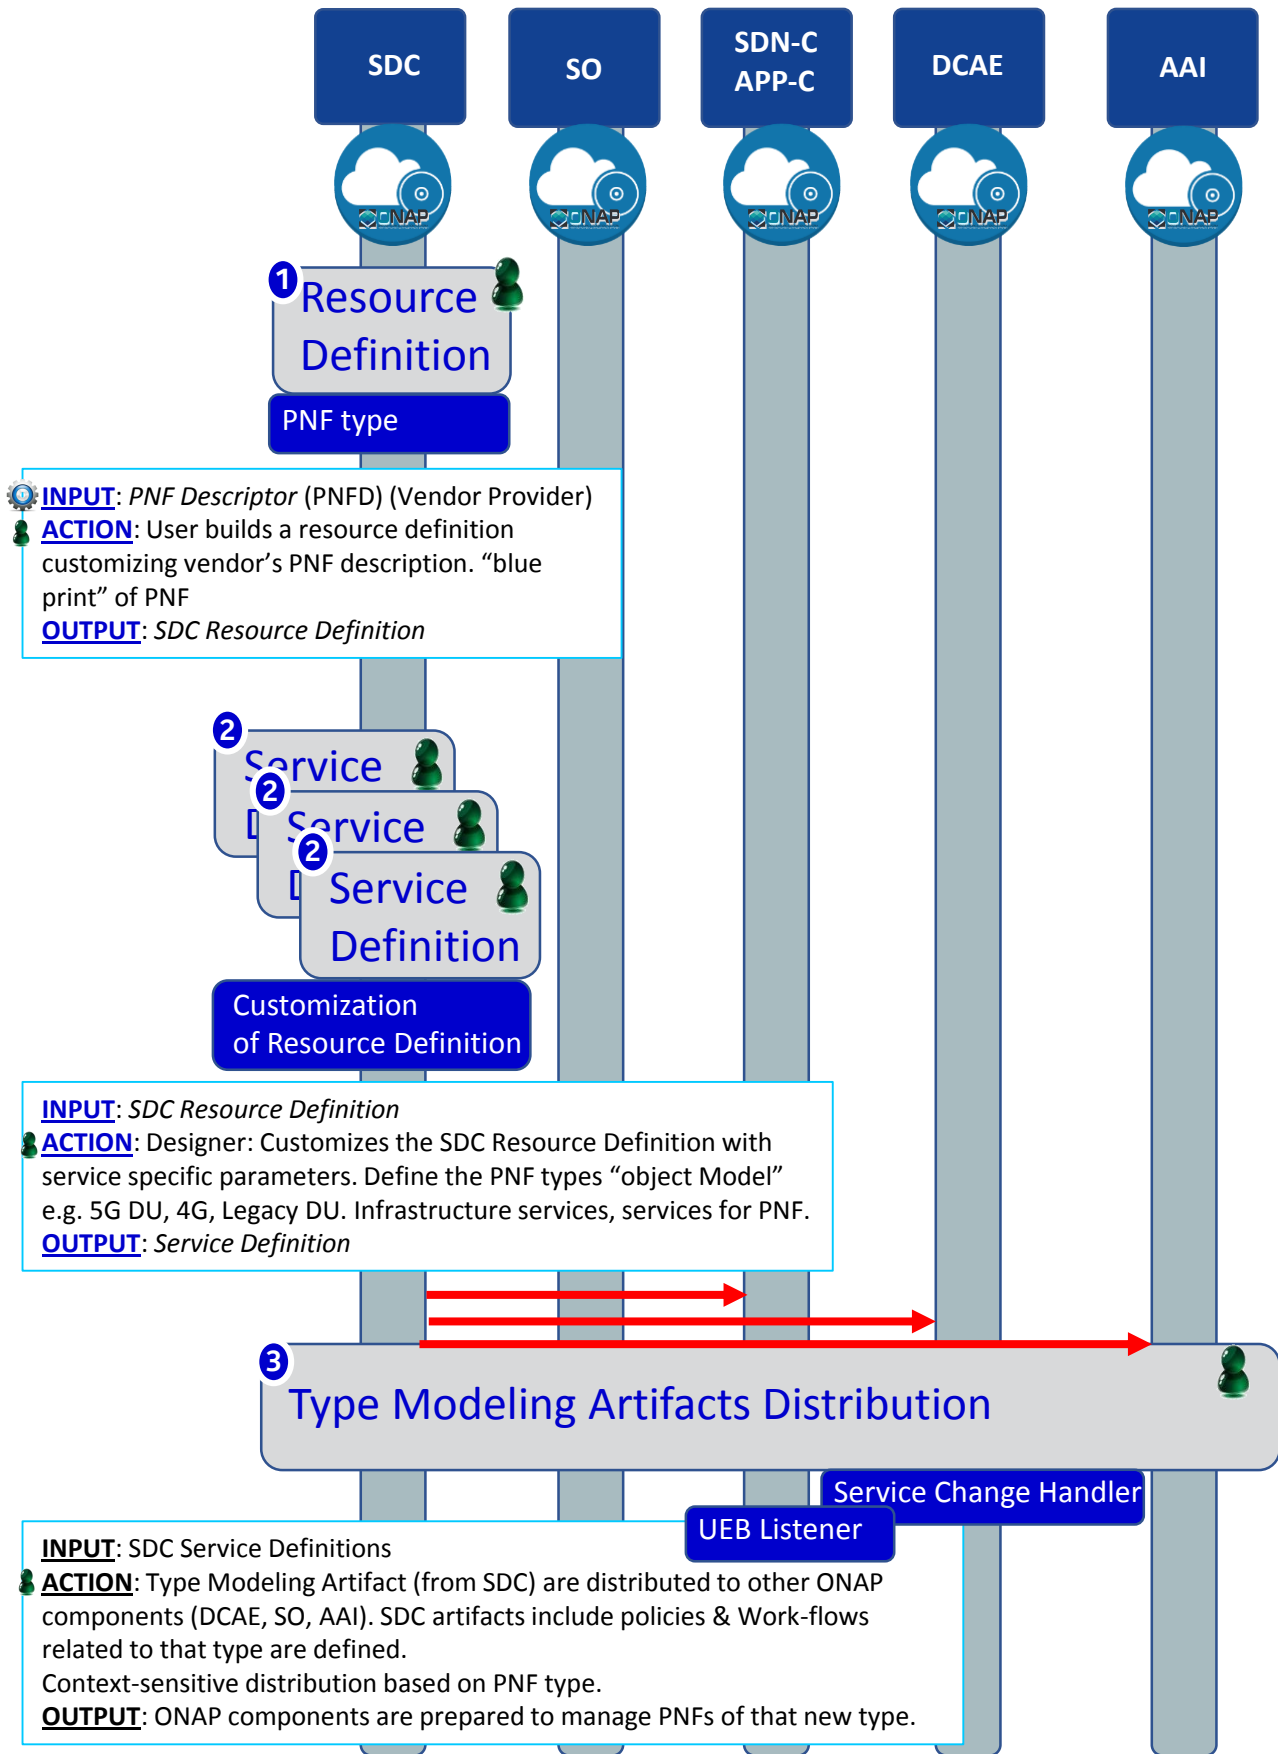 SDC
SO
SDN-C
APP-C
DCAE
AAI
ONAP
ONAP
ONAP
ONAP
ONAP
1
Resource
Definition
PNF type
INPUT: PNF Descriptor (PNFD) (Vendor Provider)
ACTION: User builds a resource definition
customizing vendor’s PNF description. “blue
print” of PNF
OUTPUT: SDC Resource Definition
2
Service
D
2
Service
D
2
Service
Definition
Customization
of Resource Definition
INPUT: SDC Resource Definition
ACTION: Designer: Customizes the SDC Resource Definition with
service specific parameters. Define the PNF types “object Model”
e.g. 5G DU, 4G, Legacy DU. Infrastructure services, services for PNF.
OUTPUT: Service Definition
3
Type Modeling Artifacts Distribution
Service Change Handler
UEB Listener
INPUT: SDC Service Definitions
ACTION: Type Modeling Artifact (from SDC) are distributed to other ONAP
components (DCAE, SO, AAI). SDC artifacts include policies & Work-flows
related to that type are defined.
Context-sensitive distribution based on PNF type.
OUTPUT: ONAP components are prepared to manage PNFs of that new type.